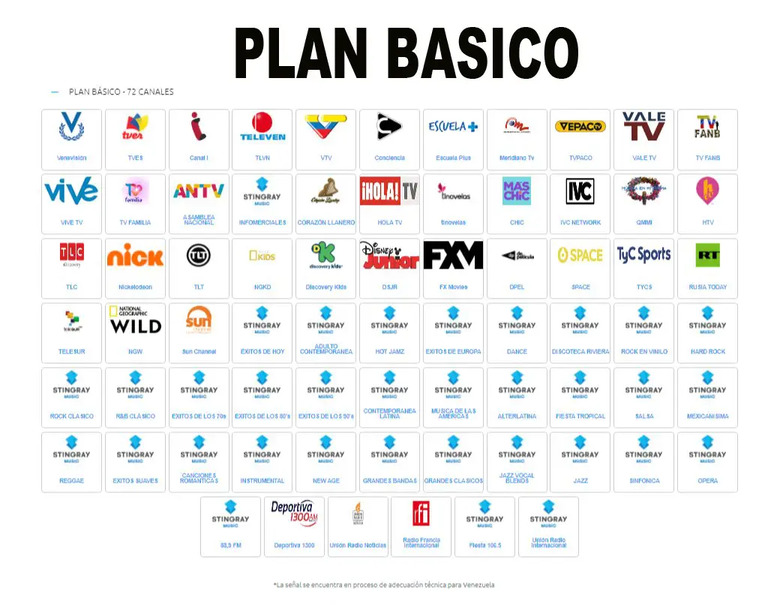 PLAN BASICO
PLAN BÁSICO - 72 CANALES
Venevisión
tves
TVES
Canal i
TELEVEN
TLVN
VTV
Conciencia
ESCUELA+
Escuela Plus
Meridiano Tv
VEPACO
TVPACO
VALE TV
VALE TV
TV FANB
TV FANB
ViVe
VIVE TV
familia
TV FAMILIA
ANTV
ASAMBLEA
NACIONAL
STINGRAY
MUSIC
INFOMERCIALES
CORAZÓN LLANERO
¡HOLA! TV
HOLA TV
tlnovelas
tlnovelas
MAS
CHIC
CHIC
IVC
IVC NETWORK
QMMI
h
HTV
TLC
discovery
TLC
nick
Nickelodeon
TLT
TLT
KIDS
NGKD
discovery kids
Discovery Kids
Disney
Junior
DSJR
FXM
FX Movies
de película
DPEL
SPACE
SPACE
TyC Sports
TYCS
RT
RUSIA TODAY
teleSUR
TELESUR
NATIONAL
GEOGRAPHIC
WILD
NGW
sun
Sun Channel
STINGRAY
MUSIC
EXITOS DE HOY
STINGRAY
ADULTO
CONTEMPORANEA
STINGRAY
MUSIC
HOT JAMZ
STINGRAY
MUSIC
EXITOS DE EUROPA
STINGRAY
MUSIC
DANCE
STINGRAY
MUSIC
DISCOTECA RIVIERA
STINGRAY
MUSIC
ROCK EN VINILO
STINGRAY
MUSIC
HARD ROCK
STINGRAY
MUSIC
ROCK CLASICO
STINGRAY
MUSIC
R&B CLASICO
STINGRAY
MUSIC
EXITOS DE LOS 70s
STINGRAY
MUSIC
EXITOS DE LOS 80's
STINGRAY
MUSIC
EXITOS DE LOS 90's
STINGRAY
MUSIC
CONTEMPORANEA
LATINA
STINGRAY
MUSIC
MUSICA DE LAS
AMERICAS
STINGRAY
MUSIC
ALTERLATINA
STINGRAY
MUSIC
FIESTA TROPICAL
STINGRAY
MUSIC
SALSA
STINGRAY
MUSIC
MEXICANISIMA
STINGRAY
MUSIC
REGGAE
STINGRAY
MUSIC
EXITOS SUAVES
STINGRAY
MUSIC
CANCIONES
ROMANTICAS
STINGRAY
MUSIC
INSTRUMENTAL
STINGRAY
MUSIC
NEW AGE
STINGRAY
MUSIC
GRANDES BANDAS
STINGRAY
MUSIC
GRANDES CLASICOS
STINGRAY
MUSIC
JAZZ VOCAL
BLENDS
STINGRAY
MUSIC
JAZZ
STINGRAY
MUSIC
SINFONICA
STINGRAY
MUSIC
OPERA
STINGRAY
MUSIC
Deportiva
1300AM
Deportiva 1300
Unión Radio Noticias
rfi
Radio Francia
Internacional
STINGRAY
MUSIC
Fiesta 106.5
STINGRAY
MUSIC
Unión Radio
Internacional
*La señal se encuentra en proceso de adecuación técnica para Venezuela